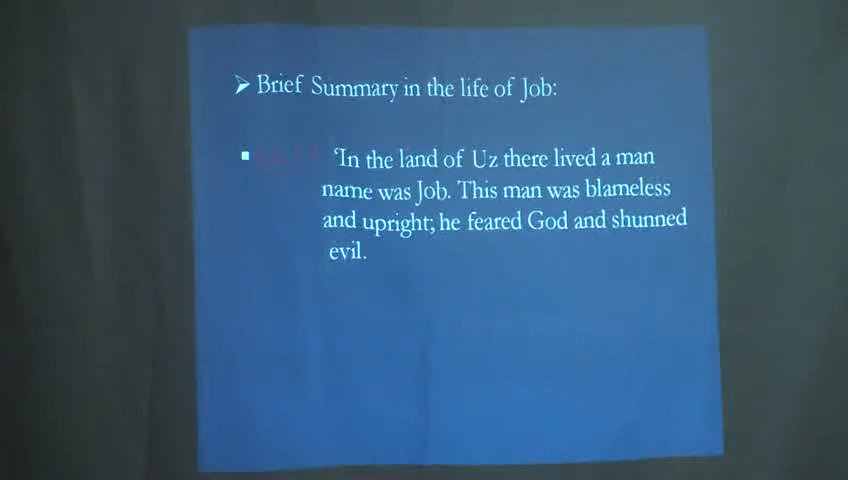 ➢ Brief Summary in the life of Job:
▪ ‘In the land of Uz there lived a man
name was Job. This man was blameless
and upright; he feared God and shunned
evil.